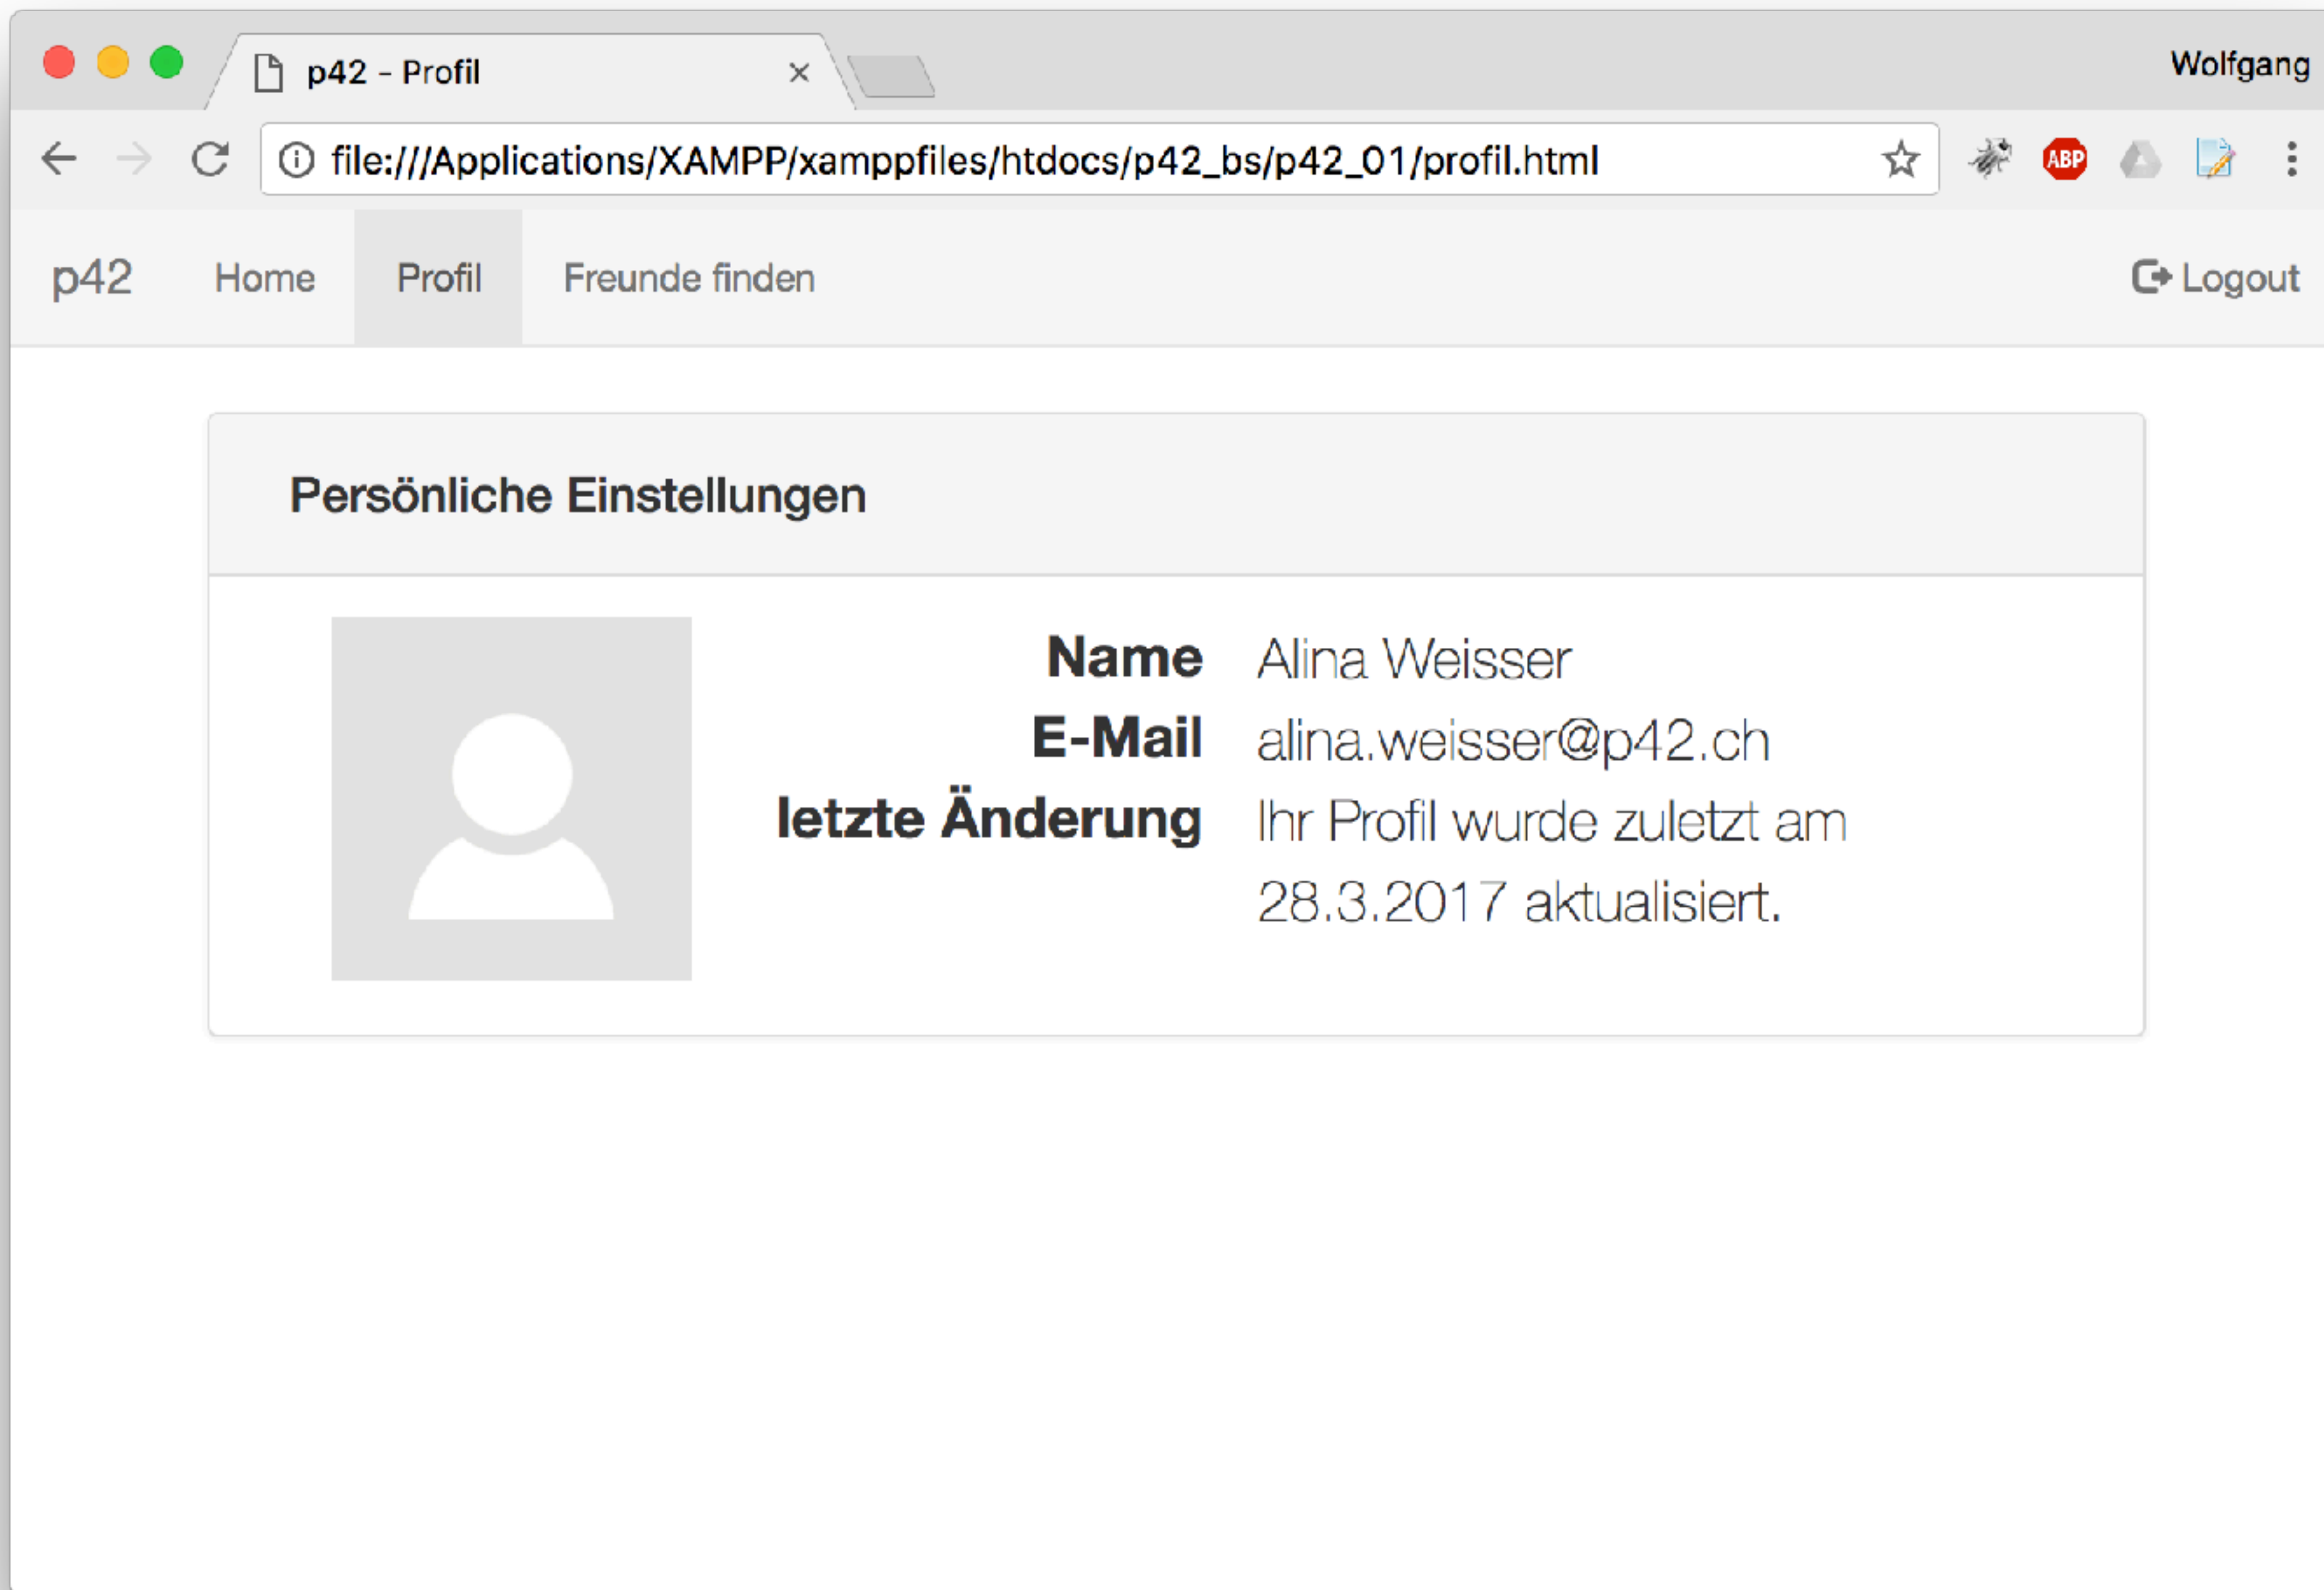 p42 - Profil
Wolfgang
file:///Applications/XAMPP/xamppfiles/htdocs/p42_bs/p42_01/profil.html
ABP
p42 Home Profil Freunde finden Logout
Persönliche Einstellungen
Name Alina Weisser
E-Mail alina.weisser@p42.ch
letzte Änderung Ihr Profil wurde zuletzt am
28.3.2017 aktualisiert.